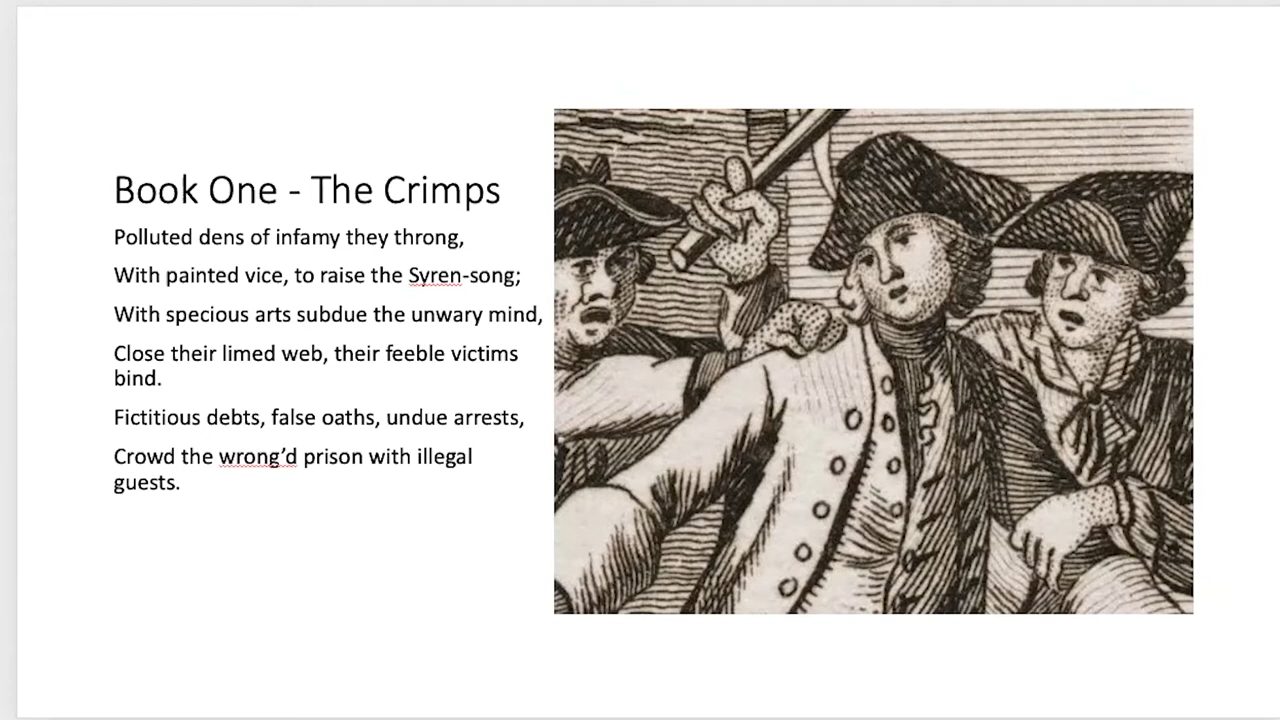 Book One - The Crimps
Polluted dens of infamy they throng,
With painted vice, to raise the Syren-song;
With specious arts subdue the unwary mind,
Close their limed web, their feeble victims
bind.
Fictitious debts, false oaths, undue arrests,
Crowd the wrong’d prison with illegal
guests.